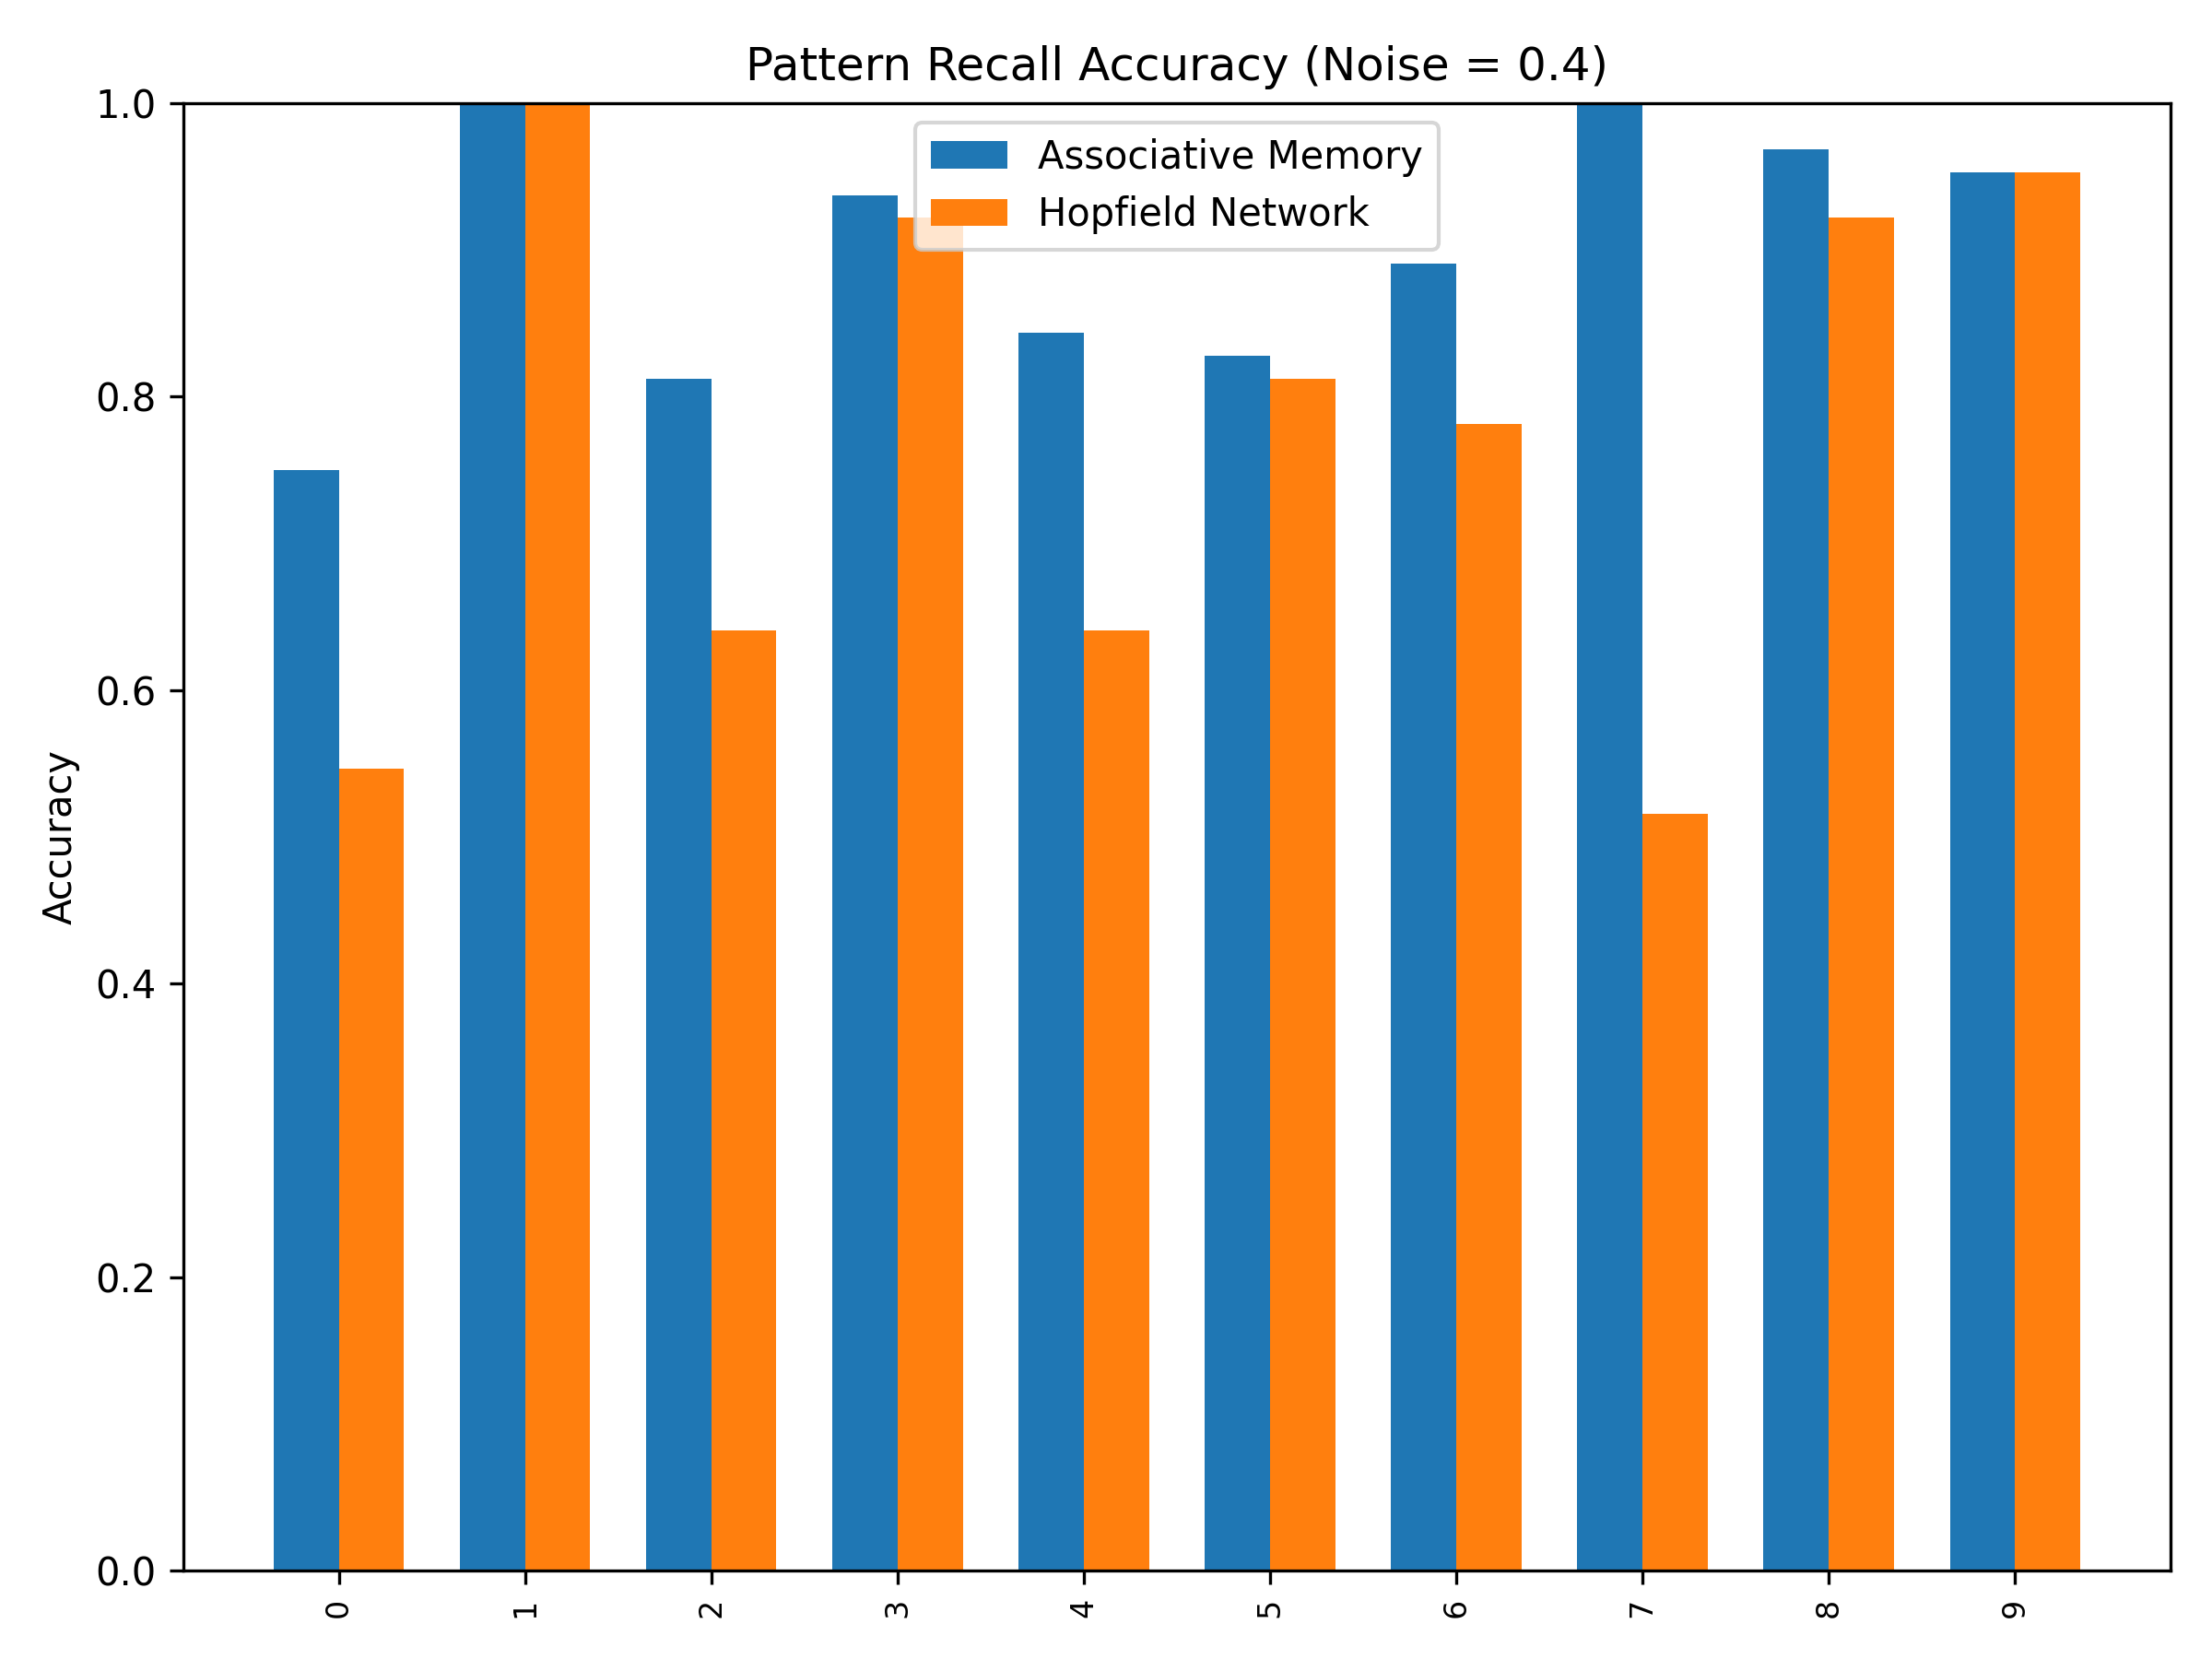 Pattern Recall Accuracy (Noise = 0.4)
Associative Memory
Hopfield Network
Accuracy
1.0
0.8
0.6
0.4
0.2
0.0
0 1 2 3 4 5 6 7 8 9